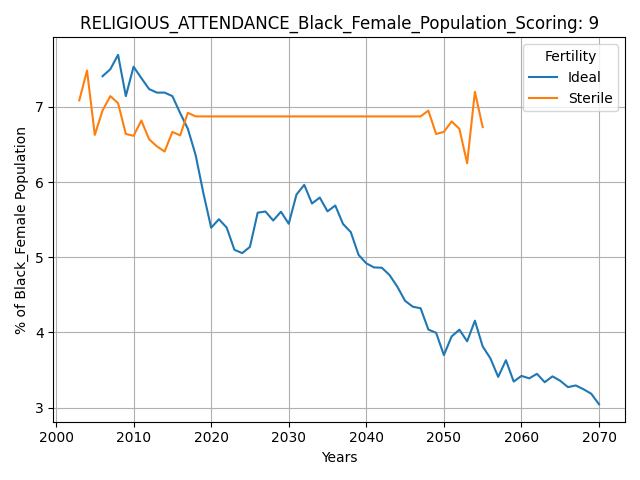 RELIGIOUS_ATTENDANCE_Black_Female_Population_Scoring: 9
Fertility
Ideal
Sterile
% of Black_Female Population
7
6
5
4
3
2000 2010 2020 2030 2040 2050 2060 2070
Years